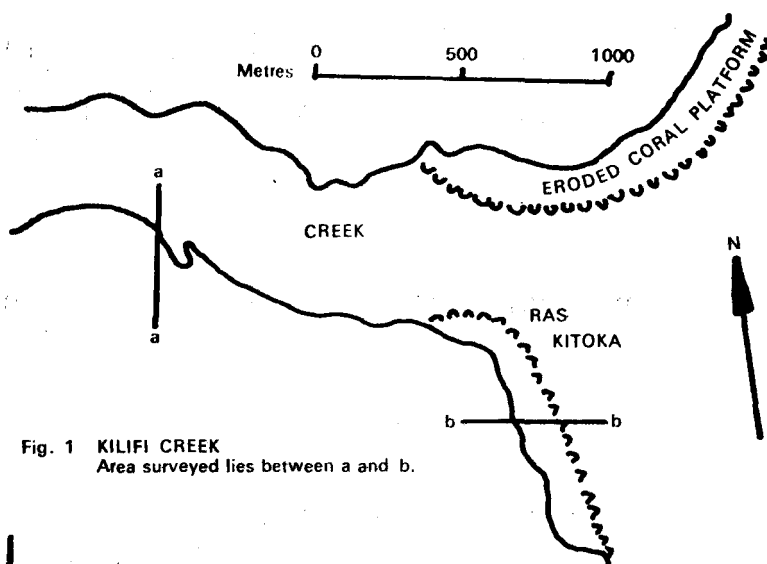 0 500 1000
Metres
ERODED CORAL PLATFORM
a
CREEK
N
a
RAS
KITOKA
b b
Fig. 1 KILIFI CREEK
Area surveyed lies between a and b.